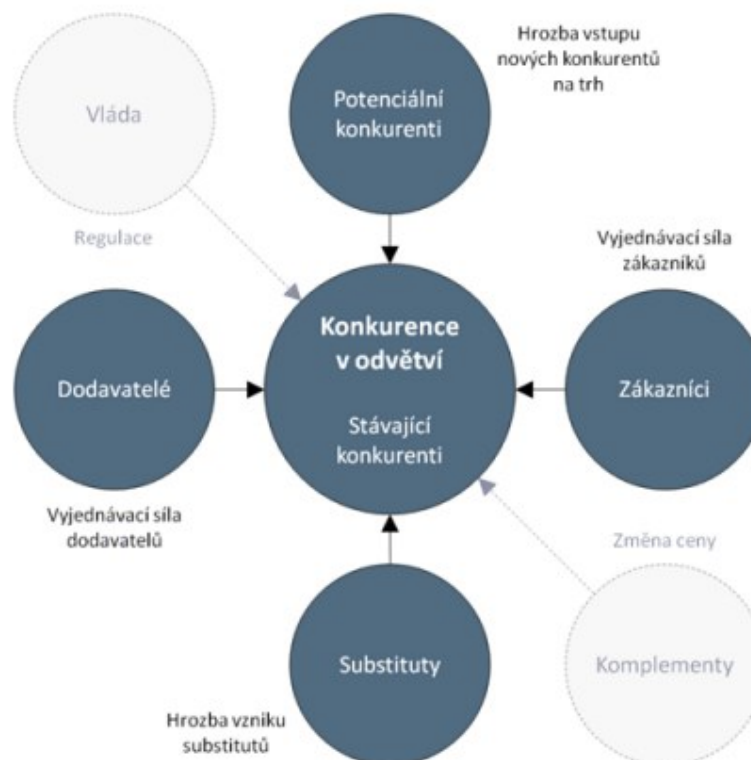 Hrozba vstupu
nových konkurentů
na trh
Potenciální
konkurenti
Vláda
Regulace
Vyjednávací síla
zákazníků
Konkurence
v odvětví
Stávající
konkurenti
Dodavatelé
Zákazníci
Vyjednávací síla
dodavatelů
Změna ceny
Substituty
Komplementy
Hrozba vzniku
substitutů